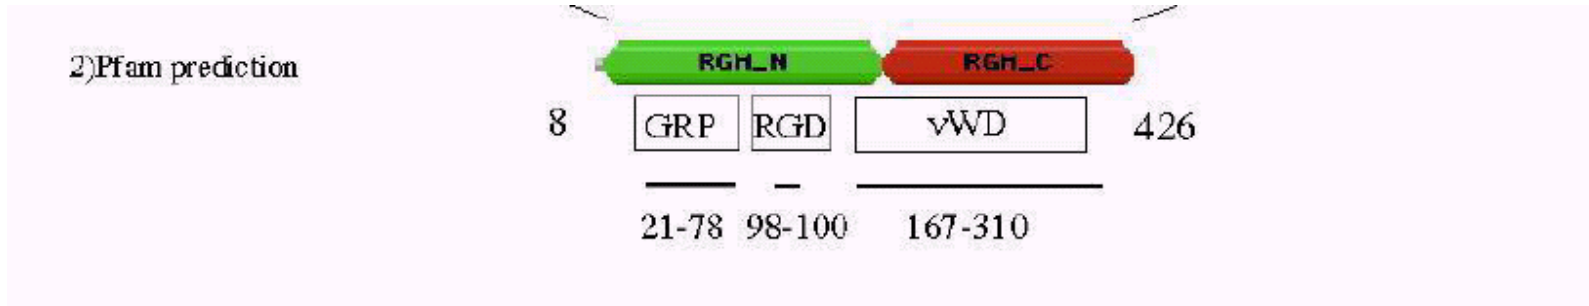 2)Pfam prediction
RGM_N RGM_C
8 GRP RGD vWD 426
21-78 98-100 167-310